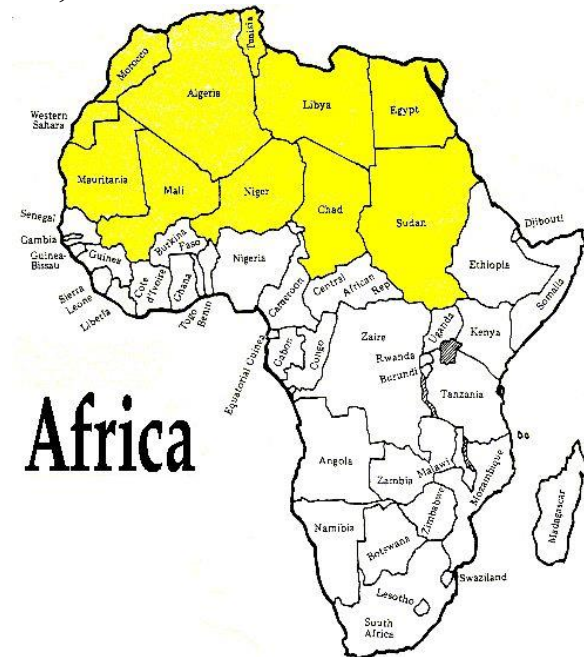 Tunisia
Morocco
Algeria
Libya
Egypt
Western
Sahara
Mauritania
Mali
Niger
Chad
Sudan
Senegal
Gambia
Guinea-
Bissau
Guinea
Sierra
Leone
Liberia
Cote
d'Ivoire
Burkina
Faso
Ghana
Togo
Benin
Nigeria
Cameroon
Central
African
Rep
Djibouti
Ethiopia
Somalia
Equatorial Guinea
Gabon
Congo
Zaire
Uganda
Kenya
Rwanda
Burundi
Tanzania
Africa
Angola
Zambia
Malawi
Mozambique
Zimbabwe
Madagascar
Namibia
Botswana
Swaziland
Lesotho
South
Africa